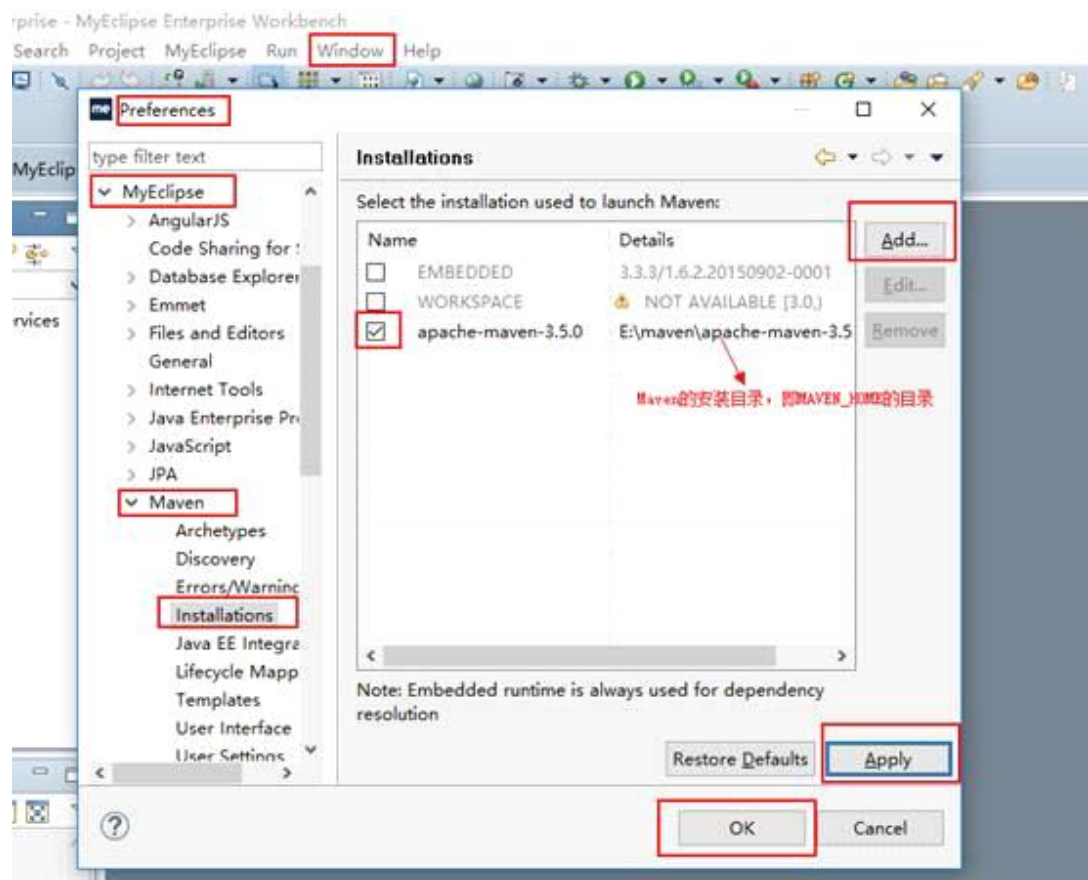 rprise - MyEclipse Enterprise Workbench
Search Project MyEclipse Run Window Help
Preferences
MyEclip
rvices
type filter text
MyEclipse
AngularJS
Code Sharing for
Database Explorer
Emmet
Files and Editors
General
Internet Tools
Java Enterprise Pr
JavaScript
JPA
Maven
Archetypes
Discovery
Errors/Warning
Installations
Java EE Integra
Lifecycle Mapp
Templates
User Interface
User Settings
Installations
Select the installation used to launch Maven:
Name Details
EMBEDDED 3.3.3/1.6.2.20150902-0001
WORKSPACE NOT AVAILABLE [3.0,)
apache-maven-3.5.0 E:\maven\apache-maven-3.5
Maven的安装目录，即MAVEN_HOME的目录
Add...
Edit...
Remove
Note: Embedded runtime is always used for dependency
resolution
Restore Defaults Apply
OK Cancel